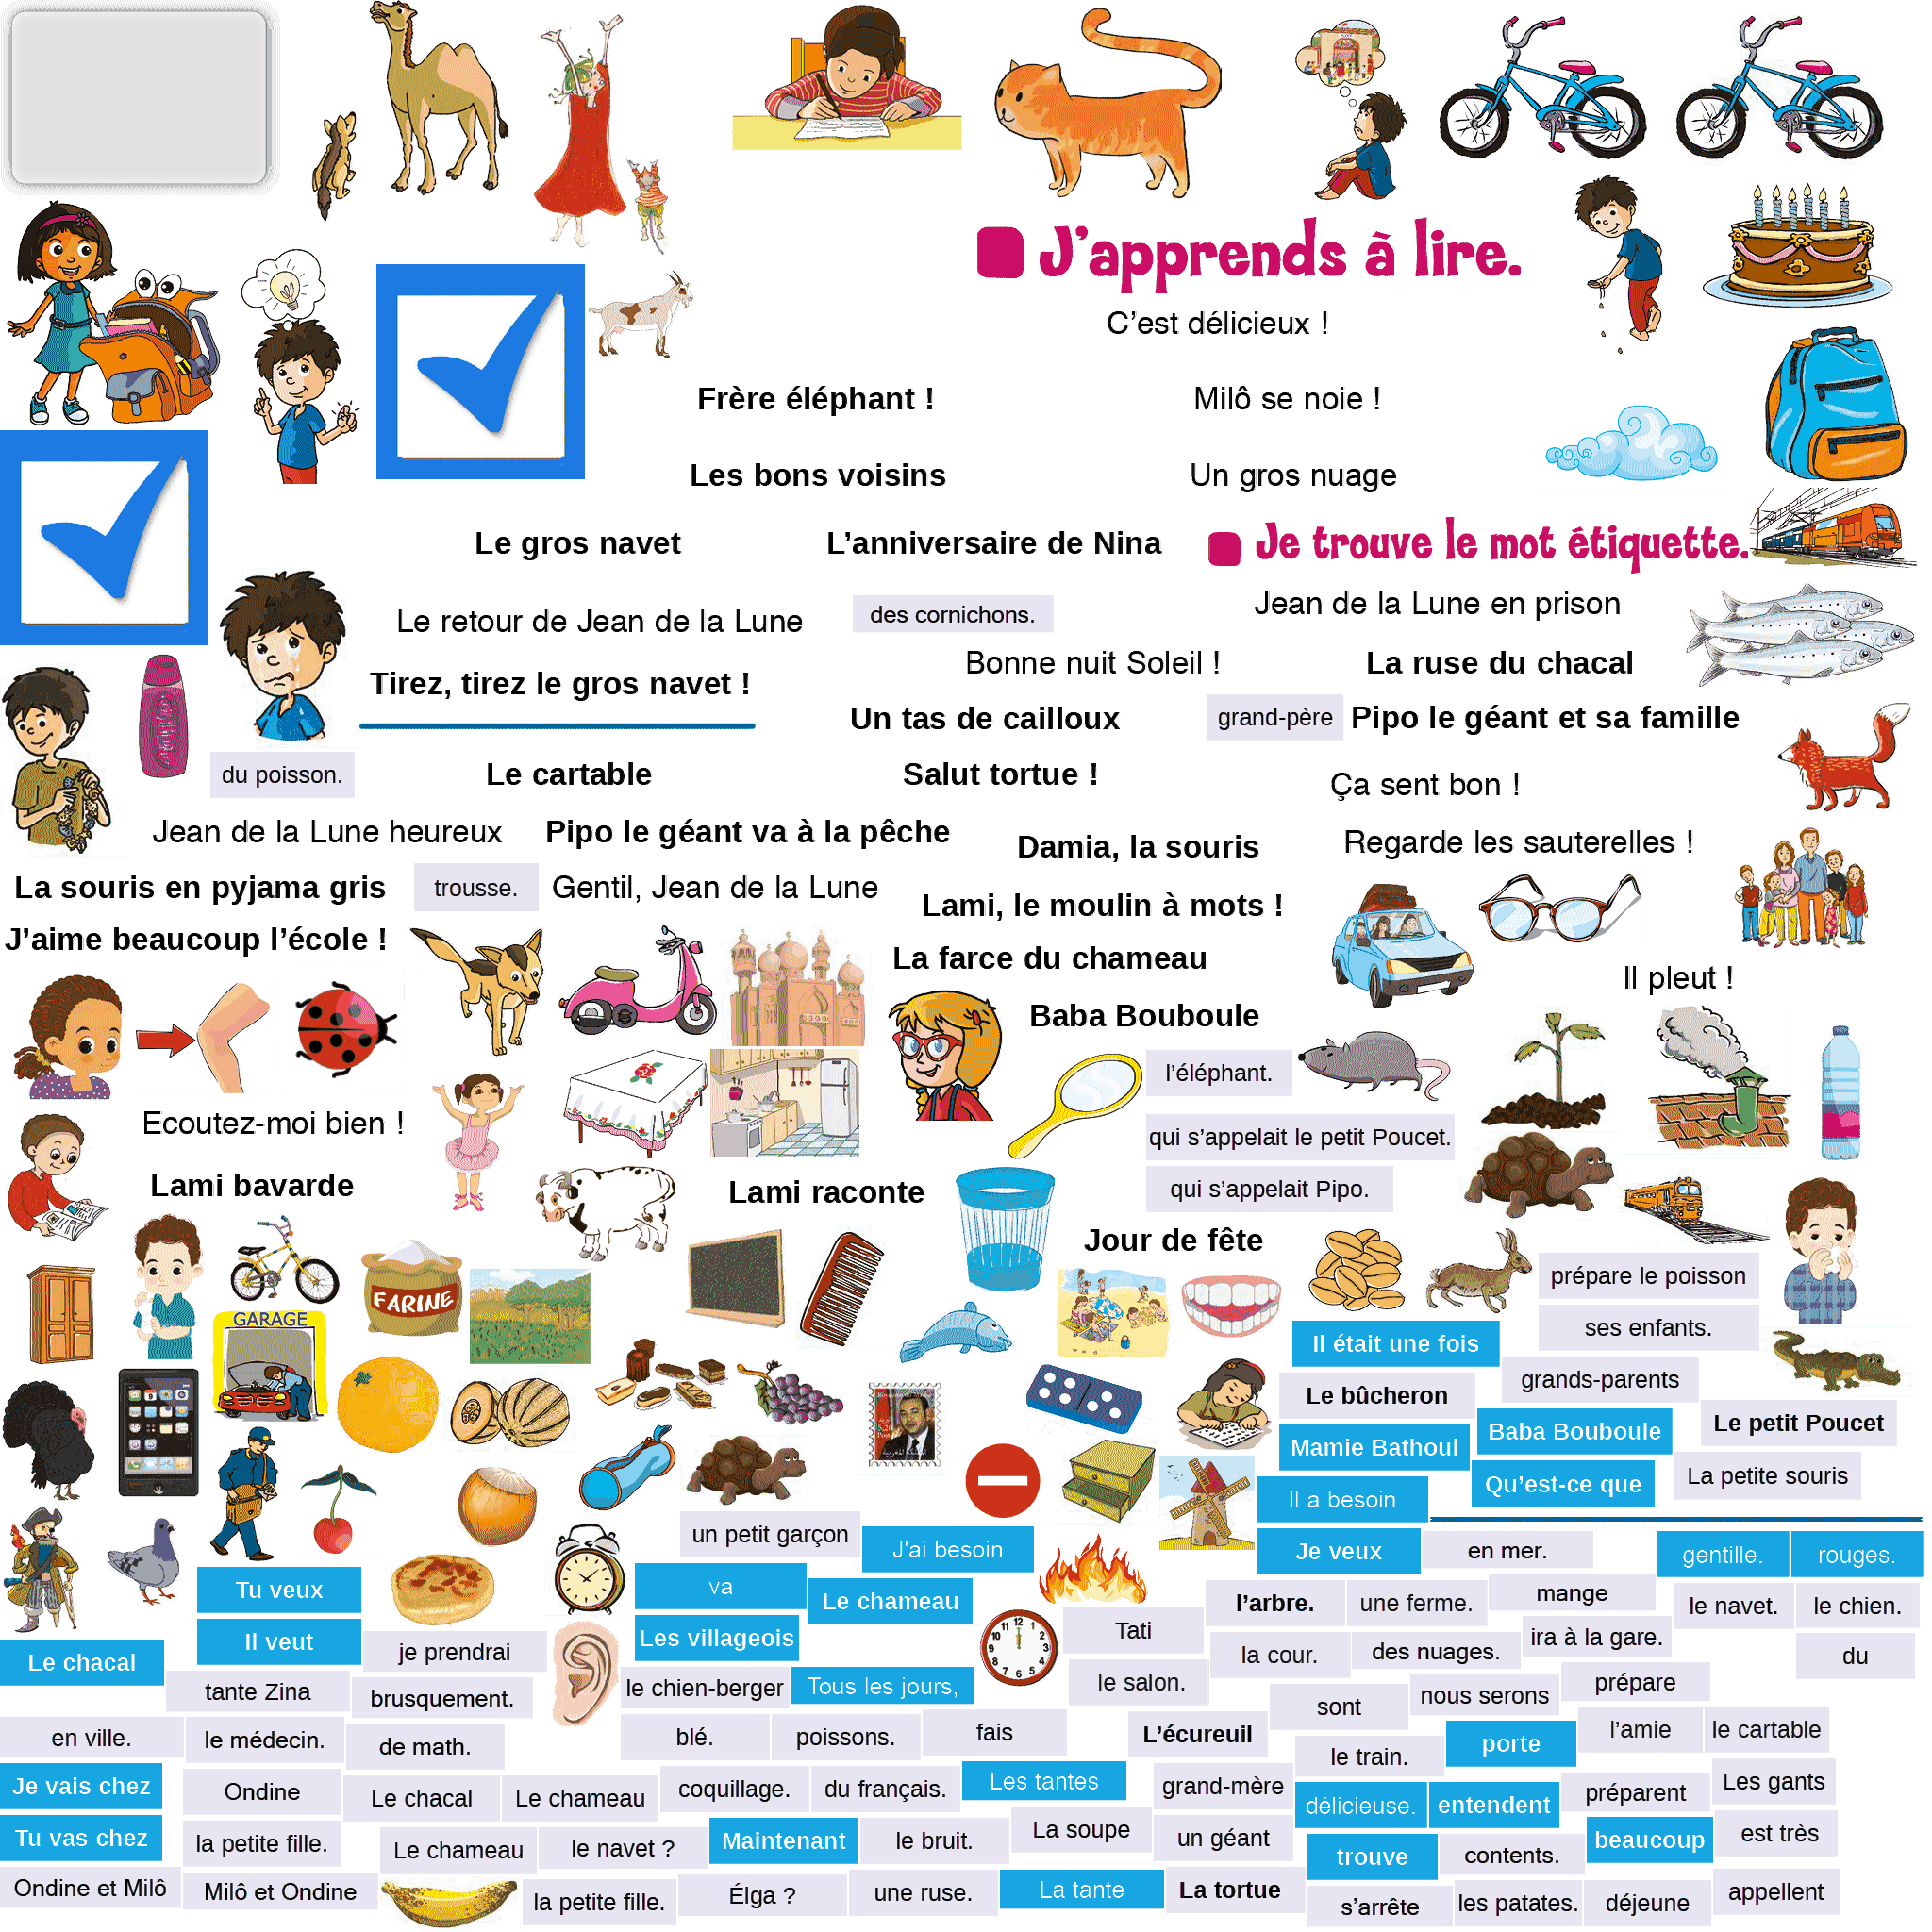 J’apprends à lire.
C’est délicieux !
Frère éléphant !
Milô se noie !
Les bons voisins
Un gros nuage
Le gros navet
L’anniversaire de Nina
Je trouve le mot étiquette.
Le retour de Jean de la Lune
des cornichons.
Jean de la Lune en prison
Bonne nuit Soleil !
La ruse du chacal
Tirez, tirez le gros navet !
Un tas de cailloux
grand-père
Pipo le géant et sa famille
du poisson.
Le cartable
Salut tortue !
Ça sent bon !
Jean de la Lune heureux
Pipo le géant va à la pêche
Damia, la souris
Regarde les sauterelles !
La souris en pyjama gris
trousse.
Gentil, Jean de la Lune
Lami, le moulin à mots !
J’aime beaucoup l’école !
La farce du chameau
Il pleut !
Baba Bouboule
l’éléphant.
Ecoutez-moi bien !
qui s’appelait le petit Poucet.
Lami bavarde
Lami raconte
qui s’appelait Pipo.
Jour de fête
prépare le poisson
GARAGE
FARINE
ses enfants.
Il était une fois
grands-parents
Le bûcheron
Baba Bouboule
Le petit Poucet
Mamie Bathoul
Qu’est-ce que
La petite souris
Il a besoin
un petit garçon
J'ai besoin
Je veux
en mer.
gentille.
rouges.
Tu veux
va
Le chameau
l’arbre.
une ferme.
mange
le navet.
le chien.
Il veut
je prendrai
Les villageois
Tati
la cour.
des nuages.
ira à la gare.
du
Le chacal
tante Zina
brusquement.
le chien-berger
Tous les jours,
le salon.
sont
nous serons
prépare
en ville.
le médecin.
de math.
blé.
poissons.
fais
L’écureuil
le train.
porte
l’amie
le cartable
Je vais chez
Ondine
Le chacal
Le chameau
coquillage.
du français.
Les tantes
grand-mère
délicieuse.
entendent
préparent
Les gants
Tu vas chez
la petite fille.
Le chameau
le navet ?
Maintenant
le bruit.
La soupe
un géant
trouve
contents.
beaucoup
est très
Ondine et Milô
Milô et Ondine
la petite fille.
Élga ?
une ruse.
La tante
La tortue
s’arrête
les patates.
déjeune
appellent